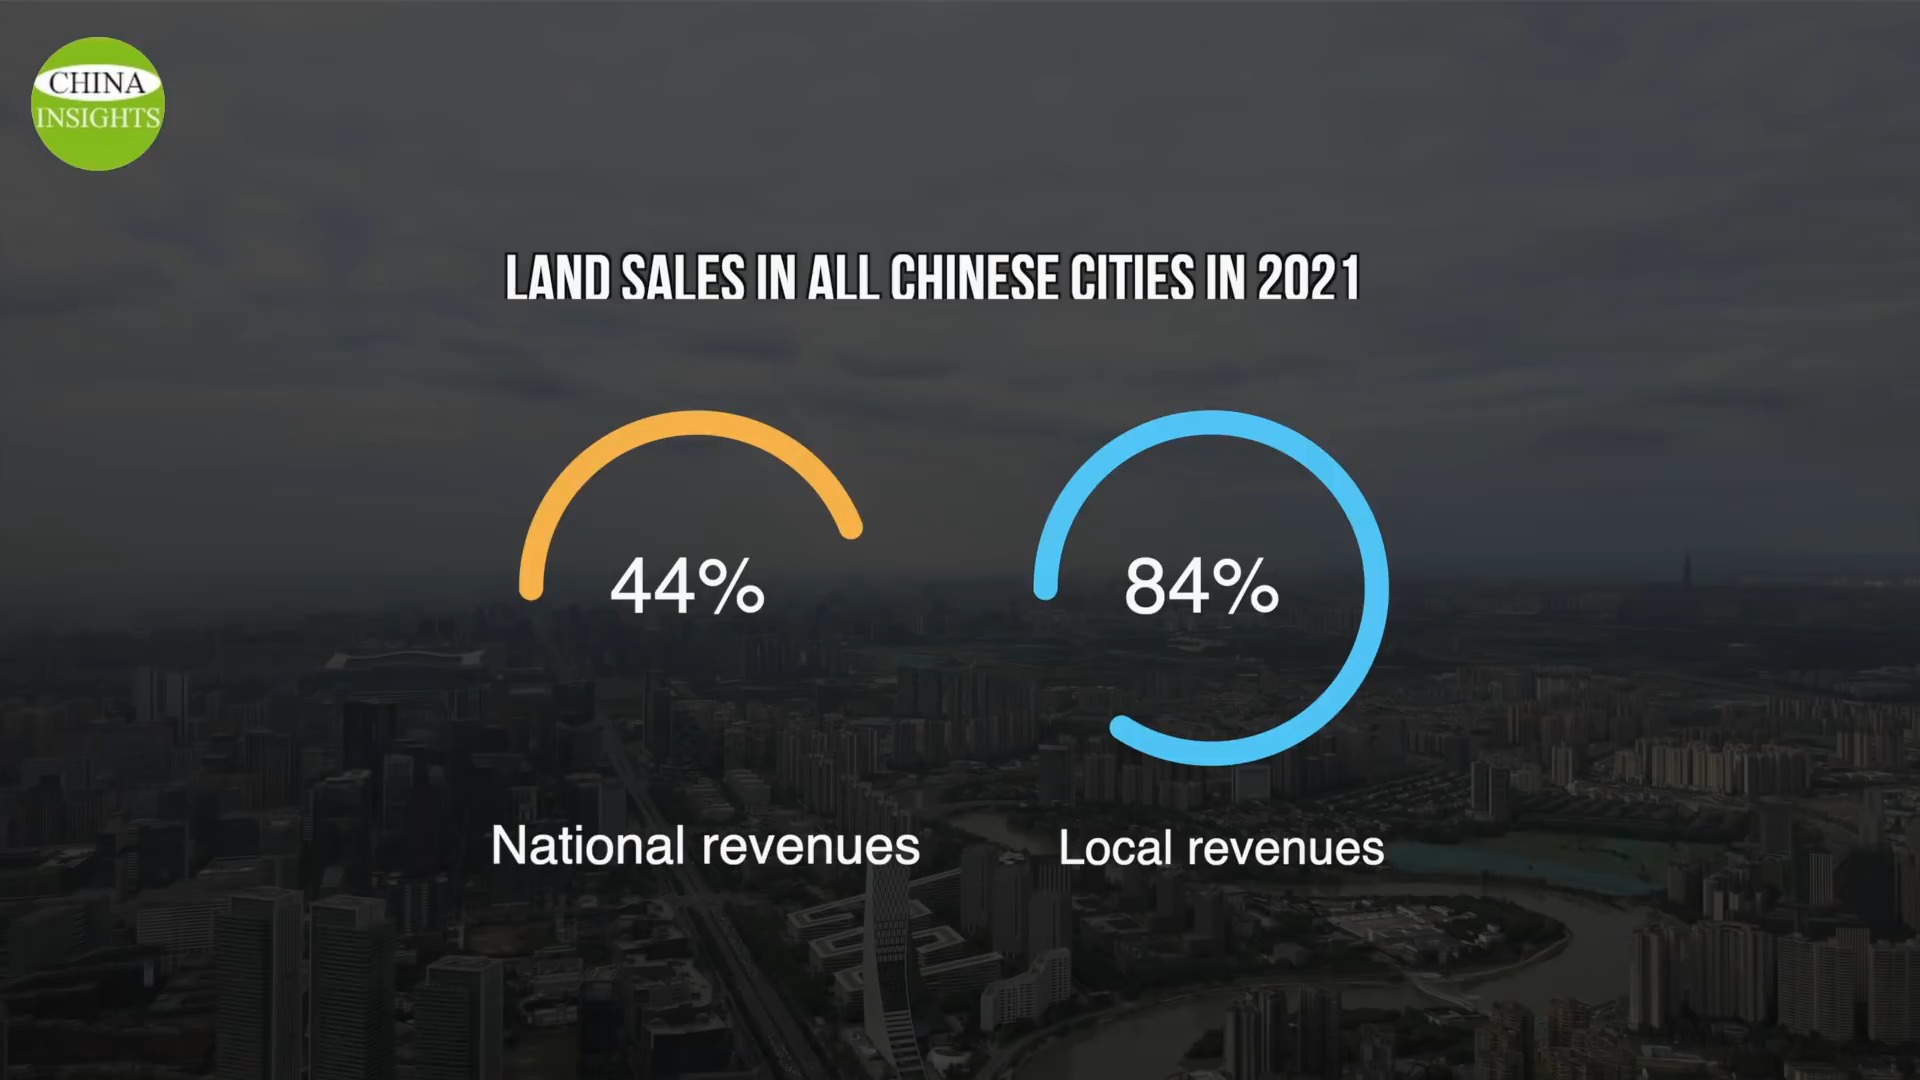 CHINA
INSIGHTS
LAND SALES IN ALL CHINESE CITIES IN 2021
44%
84%
National revenues
Local revenues